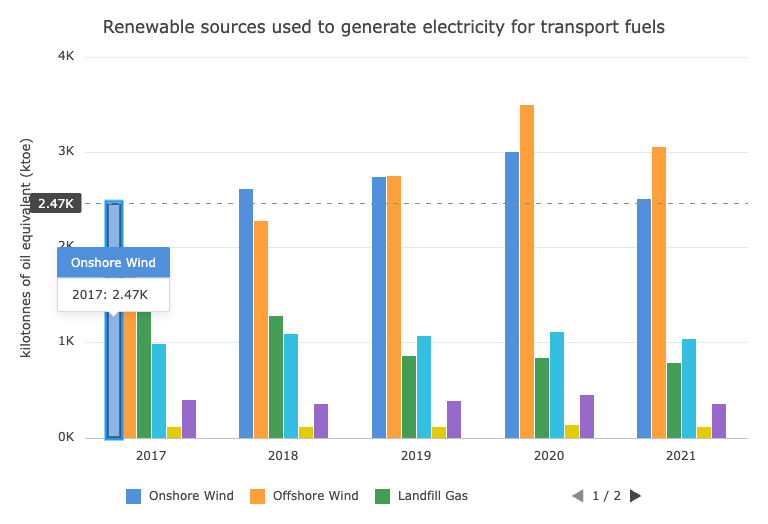 Renewable sources used to generate electricity for transport fuels
kilotonnes of oil equivalent (ktoe)
4K
3K
2.47K
2K
1K
0K
Onshore Wind
2017: 2.47K
2017
2018
2019
2020
2021
Onshore Wind
Offshore Wind
Landfill Gas
1 / 2